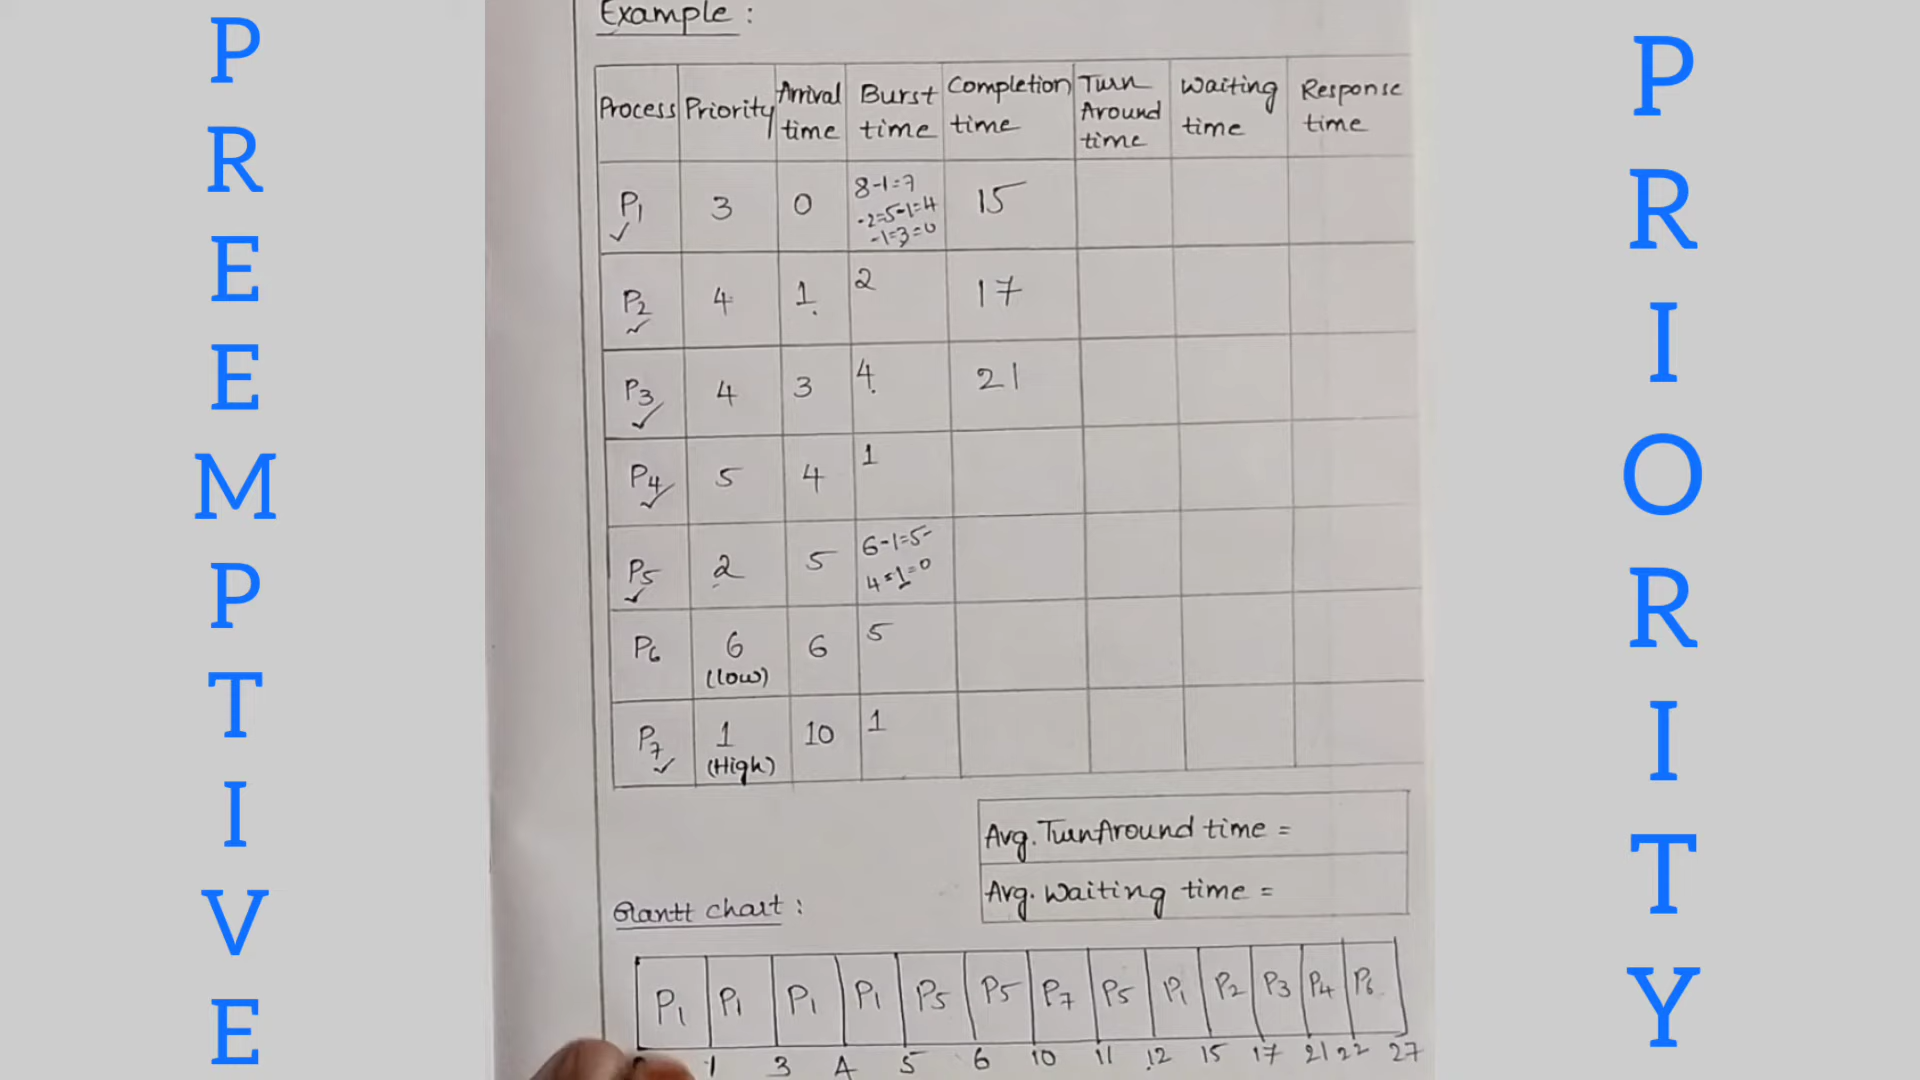 PREEMPTIVE
Example :
Process Priority Arrival time Burst time Completion time Turn Around time Waiting time Response time
P1 3 0 8-1=7 -2=5-1=4 -1=3=0 15
P2 4 1 2 17
P3 4 3 4 21
P4 5 4 1
P5 2 5 6-1=5- 4=1=0
P6 6 (low) 6 5
P7 1 (High) 10 1
Avg. TurnAround time =
Avg. Waiting time =
Gantt chart :
P1 P1 P1 P1 P5 P5 P7 P5 P1 P2 P3 P4 P6
1 3 4 5 6 10 11 12 15 17 21 22 27
PRIORITY